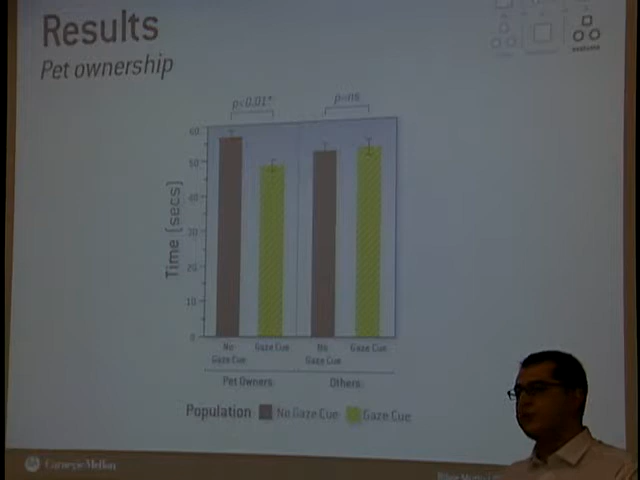 Results
Pet ownership
evaluate
p<0.01*
p=ns
Time (secs)
60
50
40
30
20
10
0
No Gaze Cue
Gaze Cue
No Gaze Cue
Gaze Cue
Pet Owners
Others
Population No Gaze Cue Gaze Cue
Carnegie Mellon